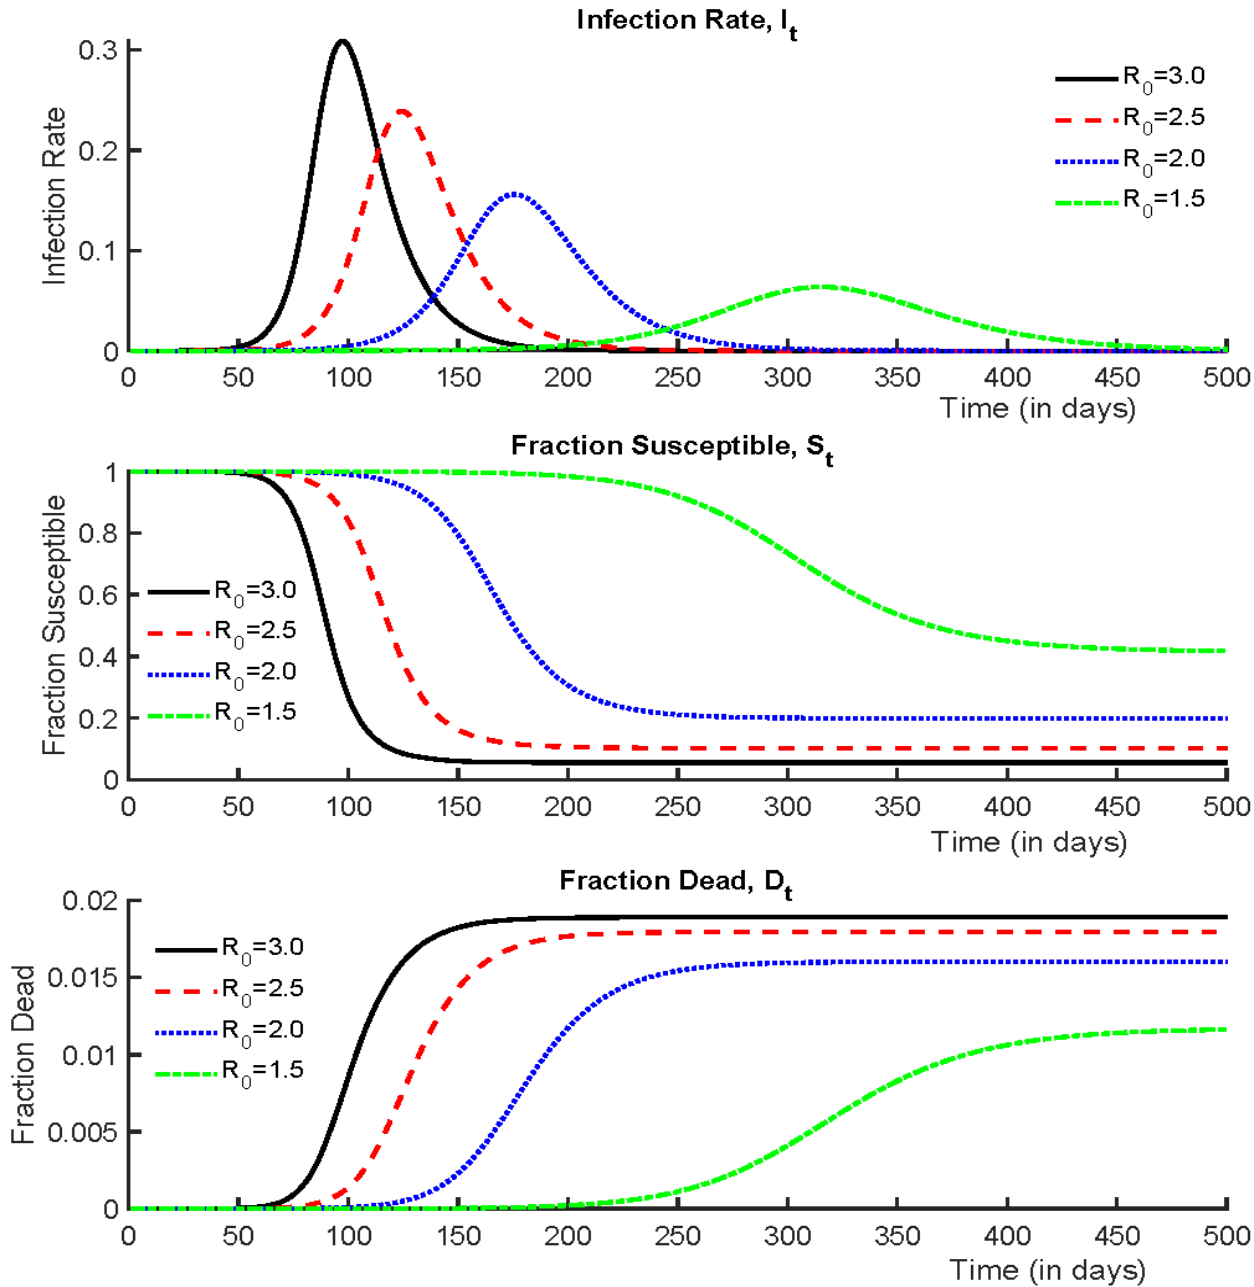 Infection Rate, I_t
0.3
0.2
0.1
0
Infection Rate
R_0=3.0
R_0=2.5
R_0=2.0
R_0=1.5
0 50 100 150 200 250 300 350 400 450 500
Time (in days)
Fraction Susceptible, S_t
1
0.8
0.6
0.4
0.2
0
Fraction Susceptible
R_0=3.0
R_0=2.5
R_0=2.0
R_0=1.5
0 50 100 150 200 250 300 350 400 450 500
Time (in days)
Fraction Dead, D_t
0.02
0.015
0.01
0.005
0
Fraction Dead
R_0=3.0
R_0=2.5
R_0=2.0
R_0=1.5
0 50 100 150 200 250 300 350 400 450 500
Time (in days)